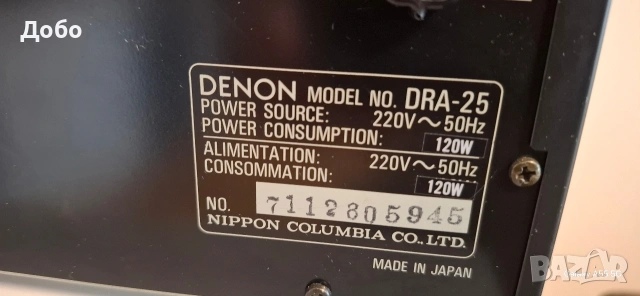 Добо
DENON MODEL NO. DRA-25
POWER SOURCE: 220V~50Hz
POWER CONSUMPTION: 120W
ALIMENTATION: 220V~50Hz
CONSOMMATION: 120W
NO. 7112805945
NIPPON COLUMBIA CO., LTD.
MADE IN JAPAN
BAZAR